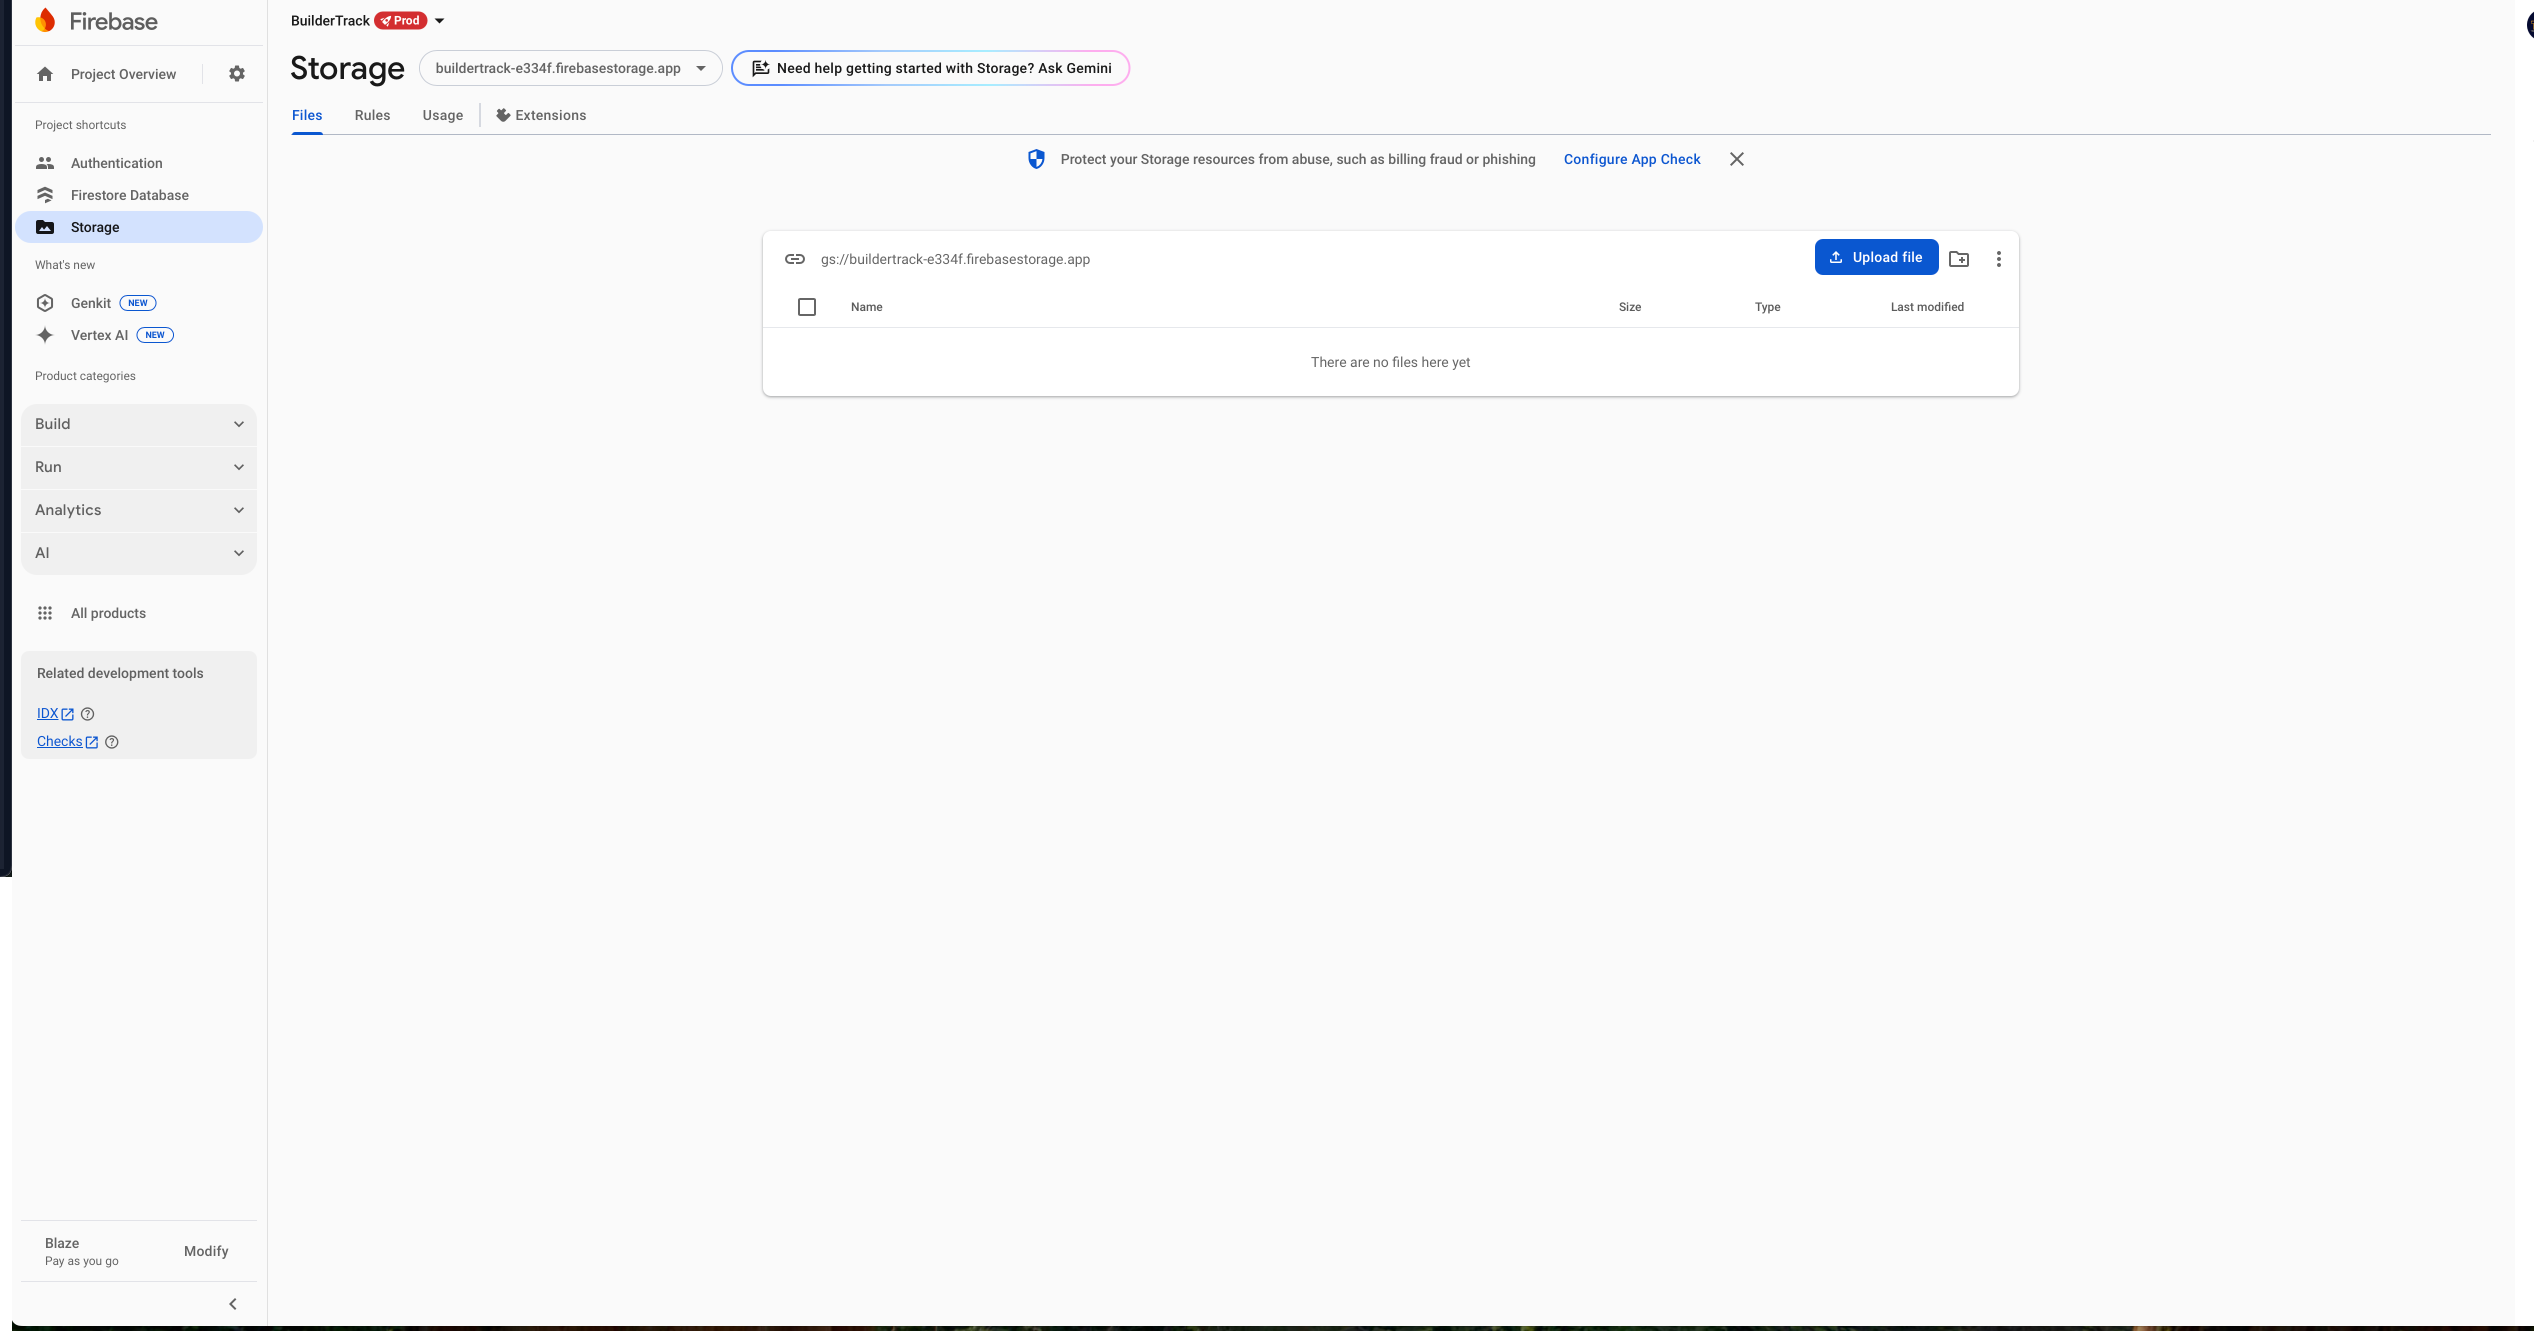 Firebase
Project Overview
Project shortcuts
Authentication
Firestore Database
Storage
What's new
Genkit NEW
Vertex AI NEW
Product categories
Build
Run
Analytics
AI
All products
Related development tools
IDX
Checks
Blaze
Pay as you go
Modify
BuilderTrack Prod
Storage
buildertrack-e334f.firebasestorage.app
Need help getting started with Storage? Ask Gemini
Files Rules Usage Extensions
Protect your Storage resources from abuse, such as billing fraud or phishing Configure App Check
gs://buildertrack-e334f.firebasestorage.app
Upload file
Name Size Type Last modified
There are no files here yet